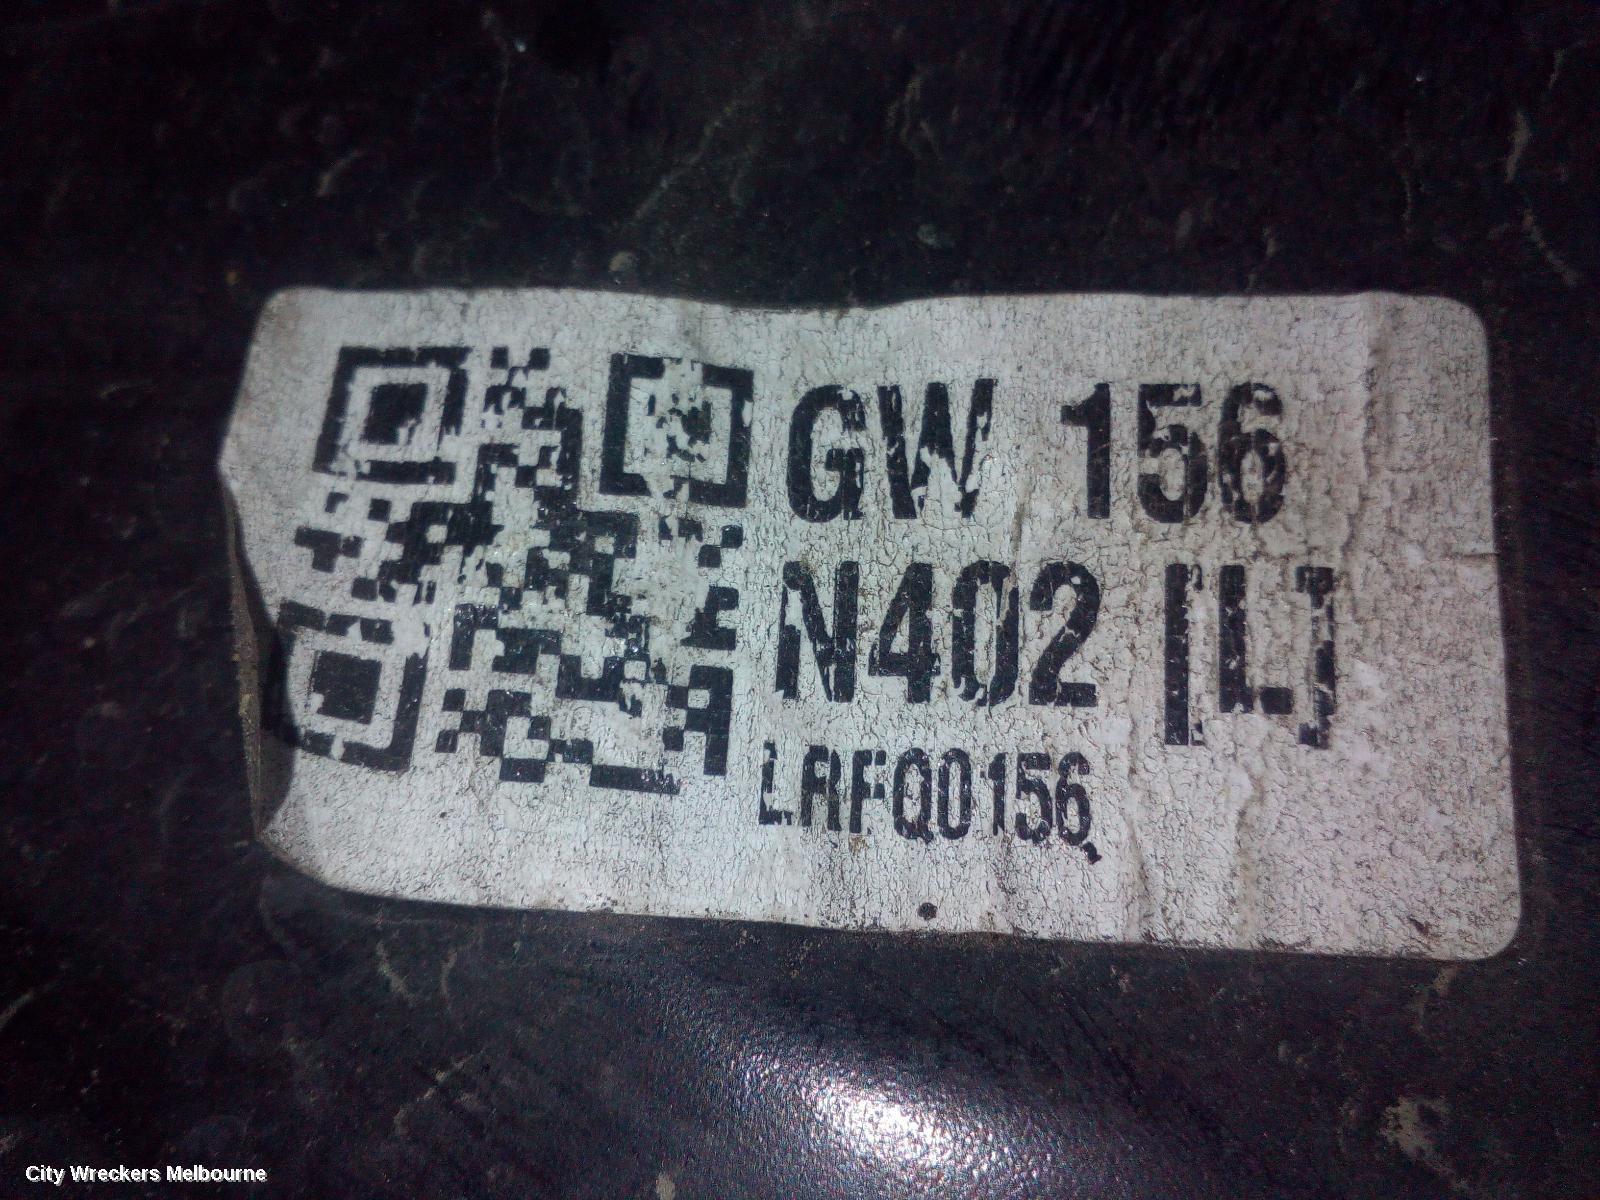 GW 156
N402 [L]
LRFQ0156
City Wreckers Melbourne